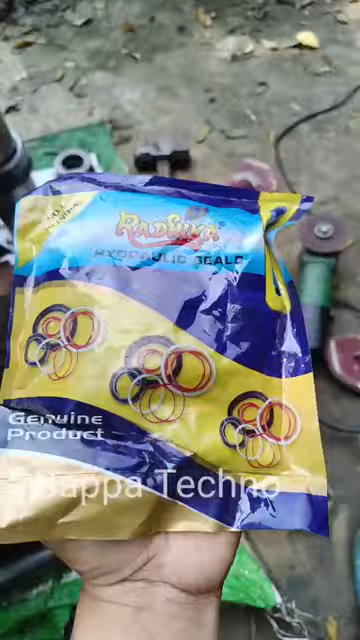 RADHIKA
HYDRAULIC SEALS
Genuine
Product
Bappa Techno